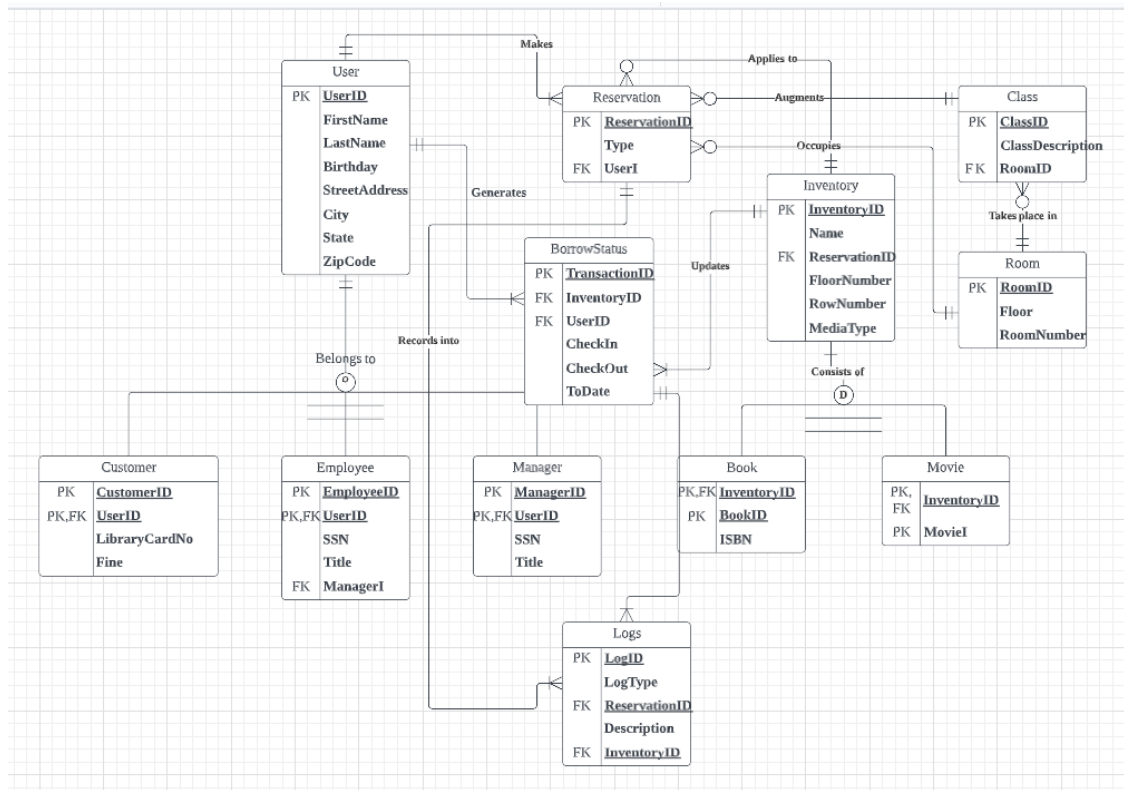 Makes
Applies to
User
PK UserID
FirstName
LastName
Birthday
StreetAddress
City
State
ZipCode
Reservation
PK ReservationID
Type
FK UserI
Augments
Class
PK ClassID
ClassDescription
FK RoomID
Occupies
Generates
Inventory
PK InventoryID
Name
FK ReservationID
FloorNumber
RowNumber
MediaType
Takes place in
BorrowStatus
PK TransactionID
FK InventoryID
FK UserID
CheckIn
CheckOut
ToDate
Updates
Room
PK RoomID
Floor
RoomNumber
Records into
Belongs to
O
Consists of
D
Customer
PK CustomerID
PK,FK UserID
LibraryCardNo
Fine
Employee
PK EmployeeID
PK,FK UserID
SSN
Title
FK ManagerI
Manager
PK ManagerID
PK,FK UserID
SSN
Title
Book
PK,FK InventoryID
PK BookID
ISBN
Movie
PK,
FK InventoryID
PK MovieI
Logs
PK LogID
LogType
FK ReservationID
Description
FK InventoryID